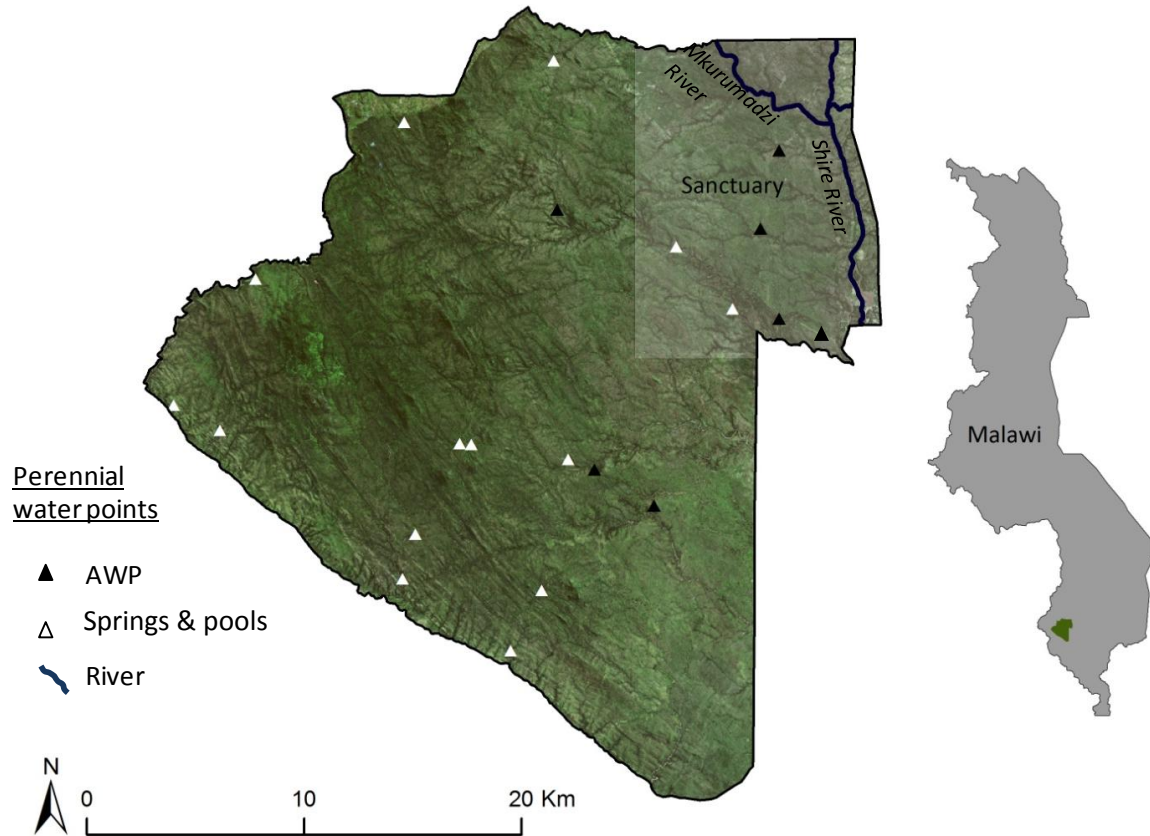 Mkurumadzi
River
Shire River
Sanctuary
Malawi
Perennial
water points
AWP
Springs & pools
River
N
0 10 20 Km